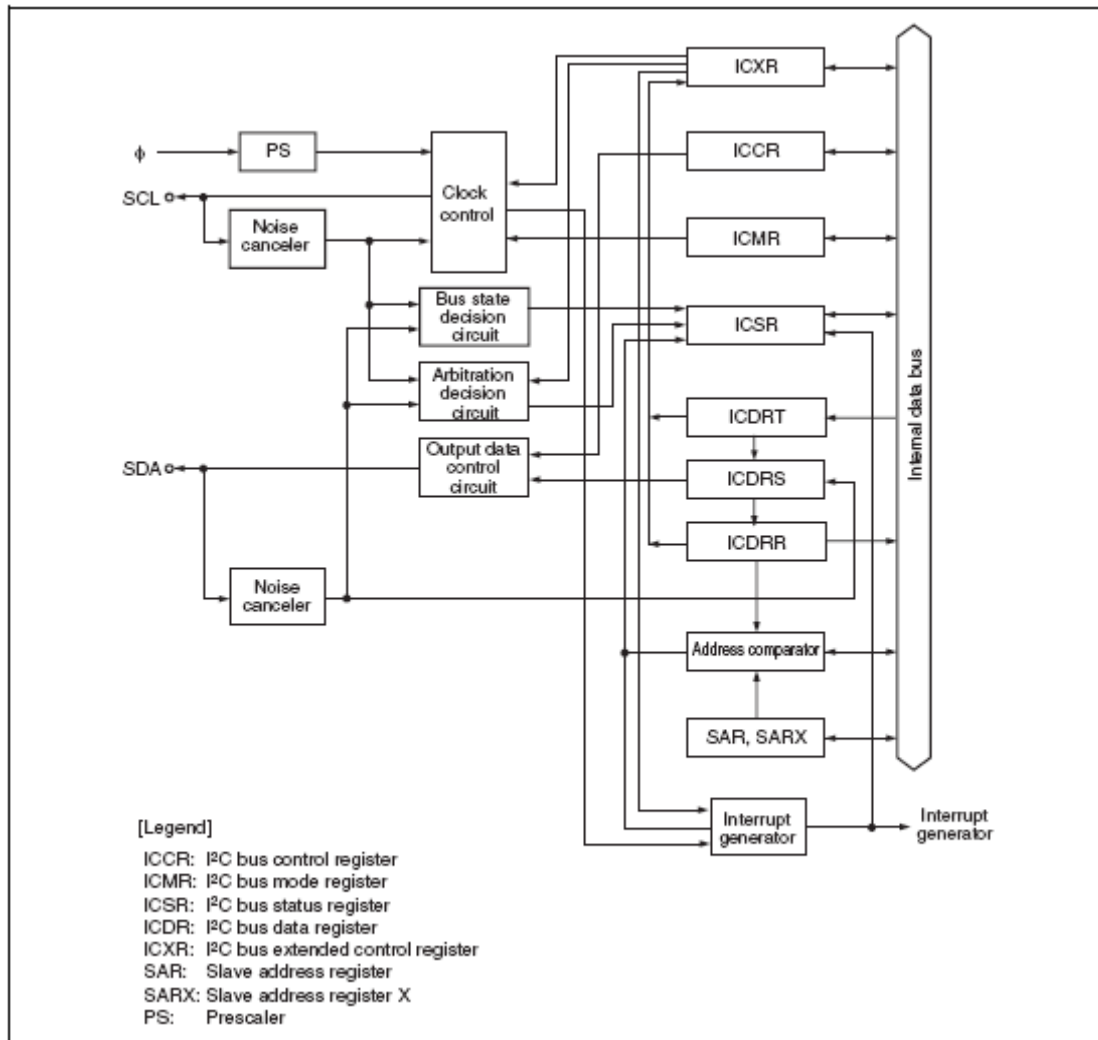 ICXR
ϕ
PS
ICCR
SCL
Clock
control
Noise
canceler
ICMR
Bus state
decision
circuit
ICSR
Arbitration
decision
circuit
Internal data bus
ICDRT
Output data
control
circuit
SDA
ICDRS
ICDRR
Noise
canceler
Address comparator
SAR, SARX
Interrupt
generator
Interrupt
generator
[Legend]
ICCR: I²C bus control register
ICMR: I²C bus mode register
ICSR: I²C bus status register
ICDR: I²C bus data register
ICXR: I²C bus extended control register
SAR: Slave address register
SARX: Slave address register X
PS: Prescaler